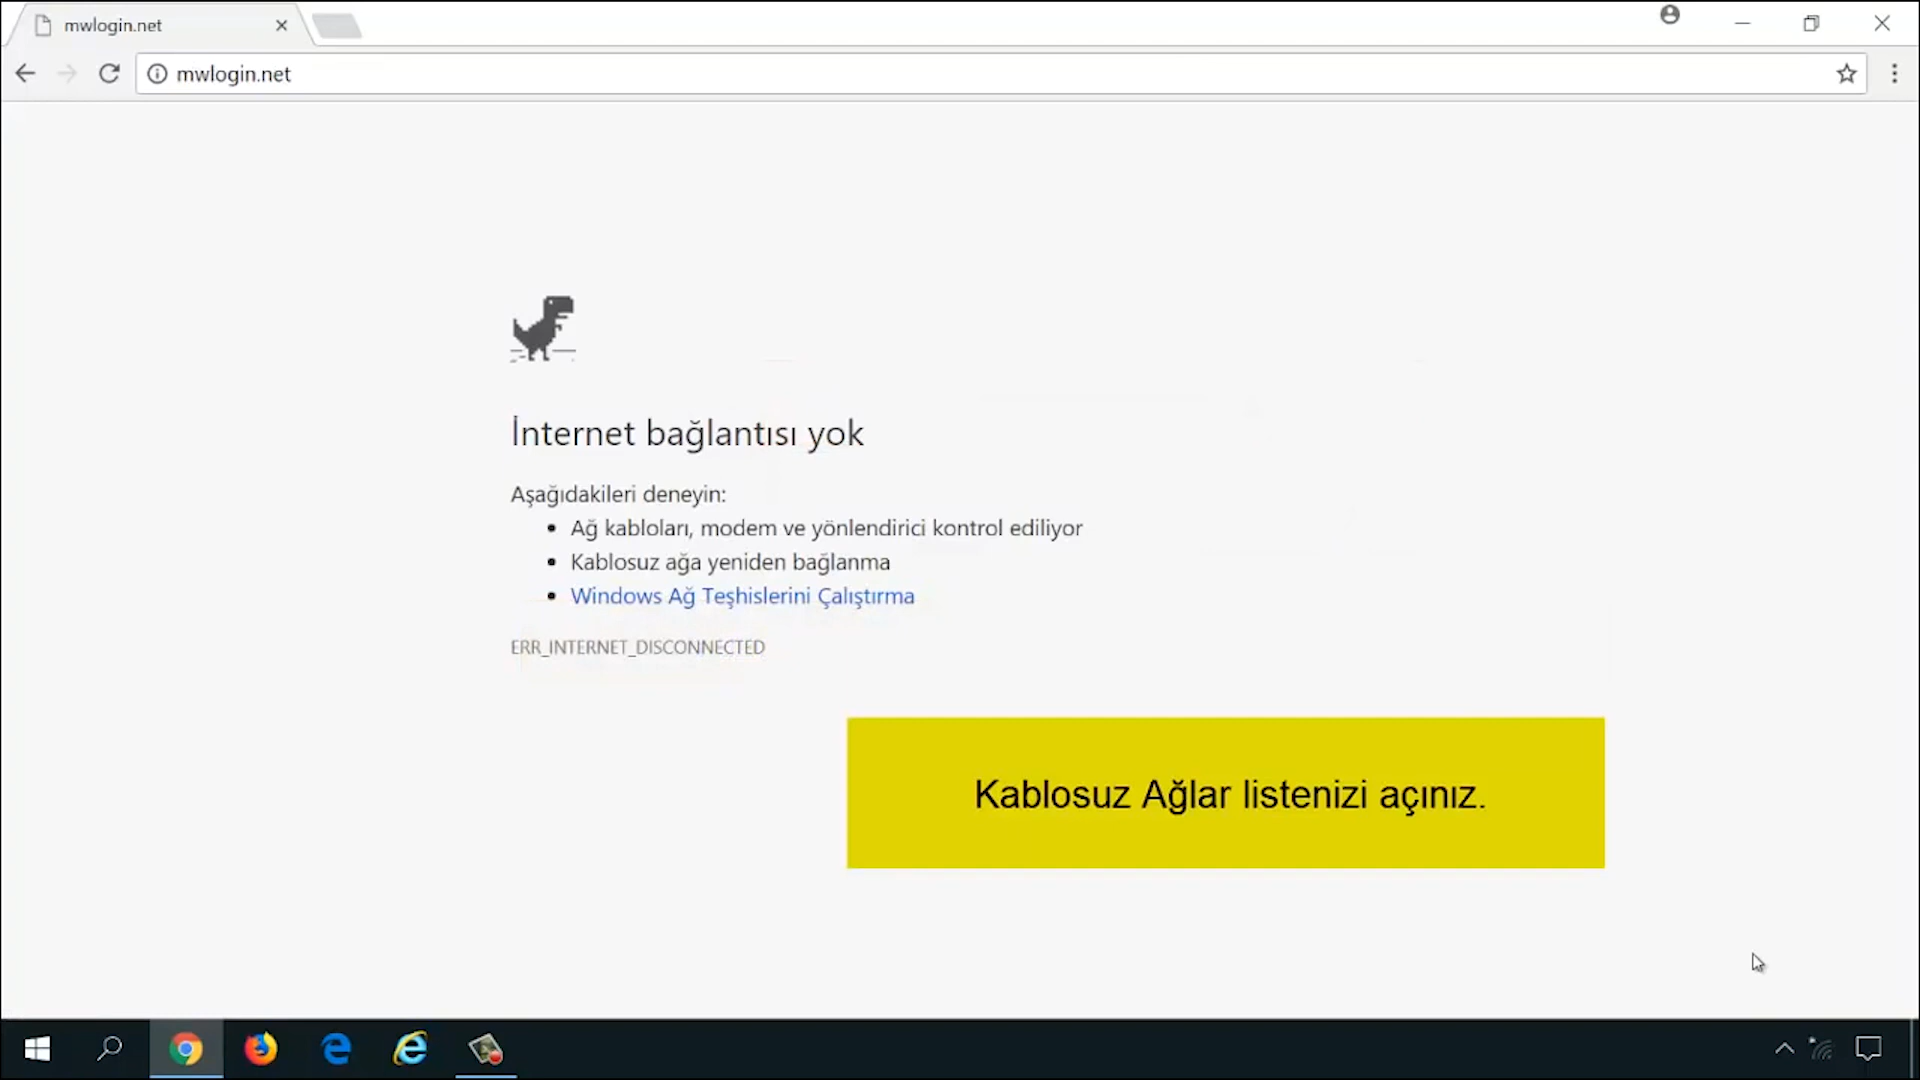 mwlogin.net
mwlogin.net
İnternet bağlantısı yok
Aşağıdakileri deneyin:
Ağ kabloları, modem ve yönlendirici kontrol ediliyor
Kablosuz ağa yeniden bağlanma
Windows Ağ Teşhislerini Çalıştırma
ERR_INTERNET_DISCONNECTED
Kablosuz Ağlar listenizi açınız.